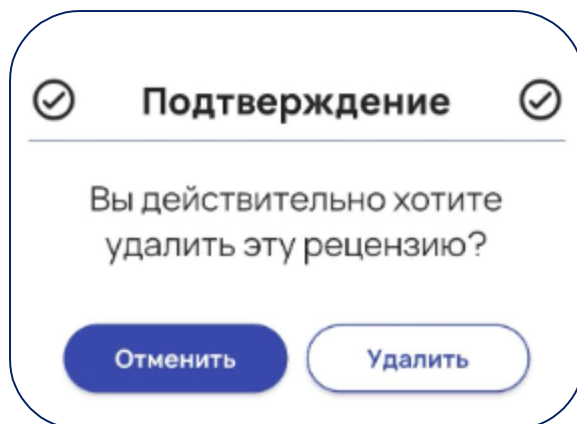 Подтверждение
Вы действительно хотите
удалить эту рецензию?
Отменить
Удалить